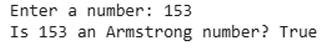 Enter a number: 153
Is 153 an Armstrong number? True